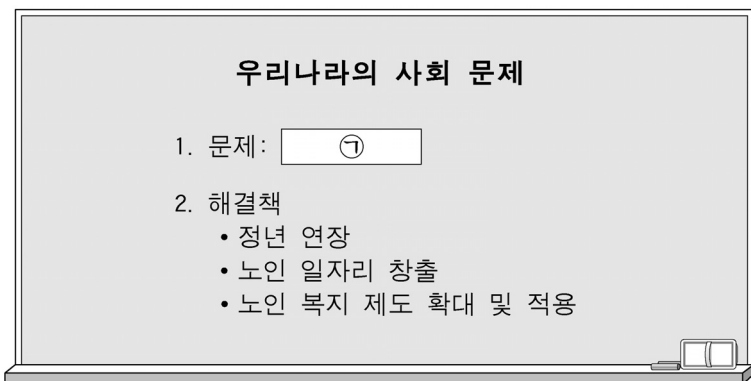 우리나라의 사회 문제
1. 문제: ㉠
2. 해결책
• 정년 연장
• 노인 일자리 창출
• 노인 복지 제도 확대 및 적용